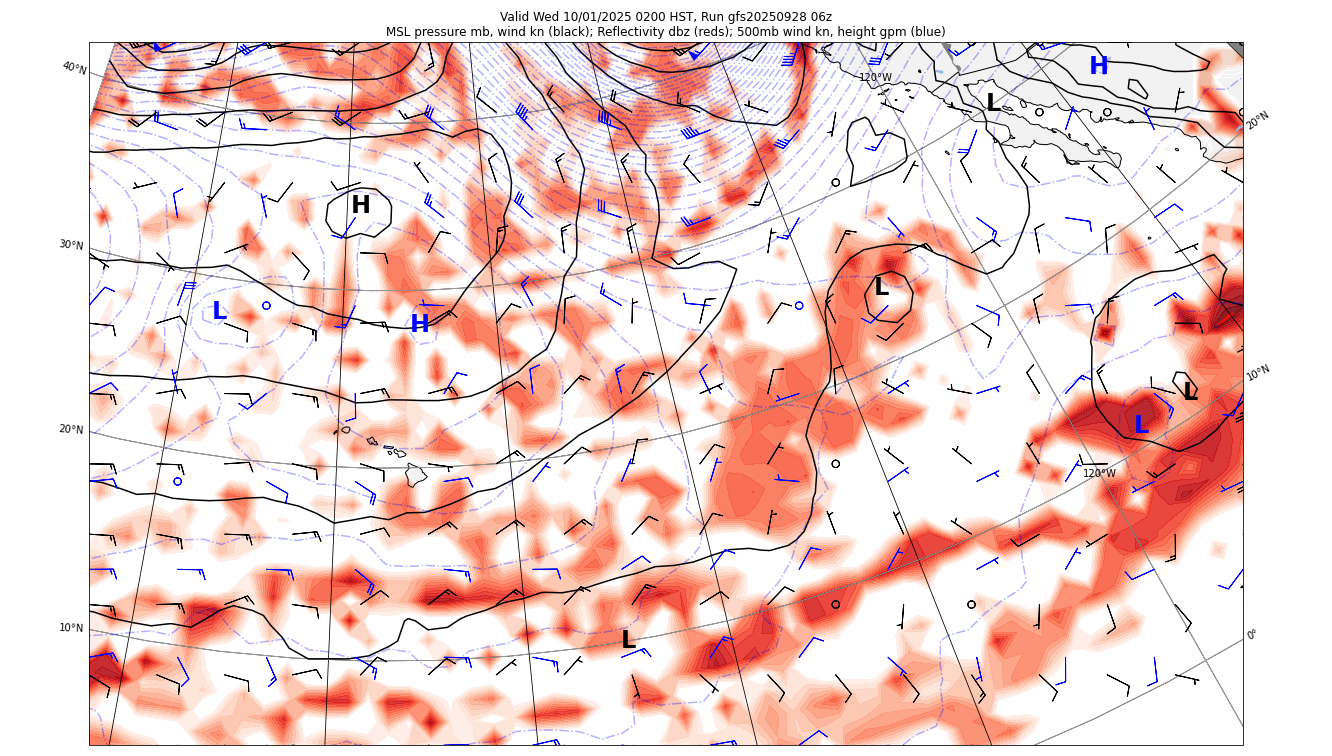 Valid Wed 10/01/2025 0200 HST, Run gfs20250928 06z
MSL pressure mb, wind kn (black); Reflectivity dbz (reds); 500mb wind kn, height gpm (blue)
L
40°N
H
120°W
L
20°N
H
30°N
L
L
H
10°N
L
L
20°N
120°W
10°N
L
0°